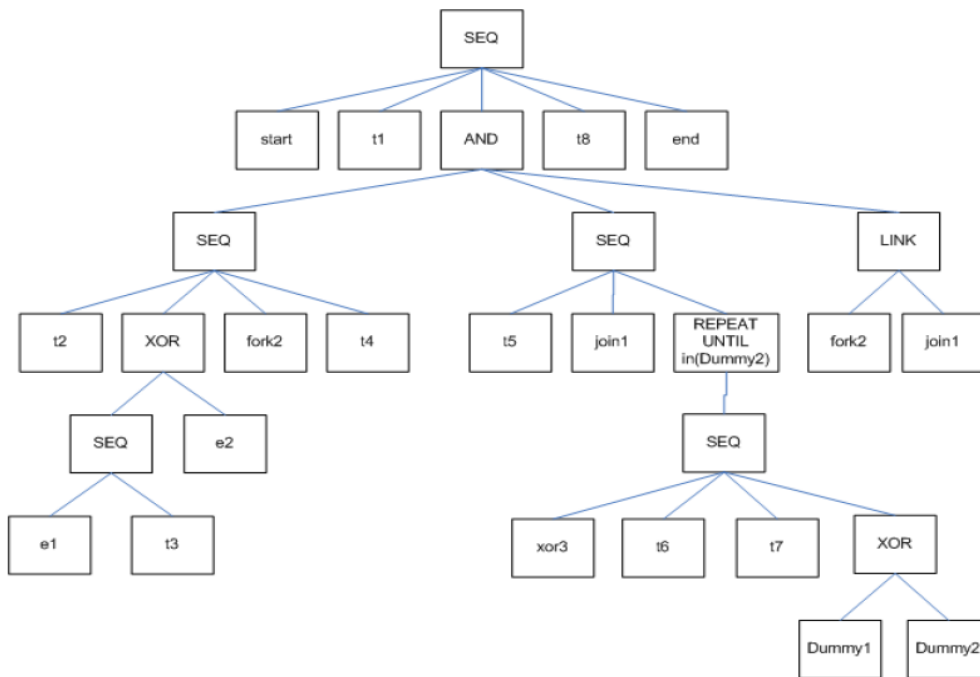 SEQ
start
t1
AND
t8
end
SEQ
SEQ
LINK
t2
XOR
fork2
t4
t5
join1
REPEAT
UNTIL
in(Dummy2)
fork2
join1
SEQ
e2
SEQ
e1
t3
xor3
t6
t7
XOR
Dummy1
Dummy2